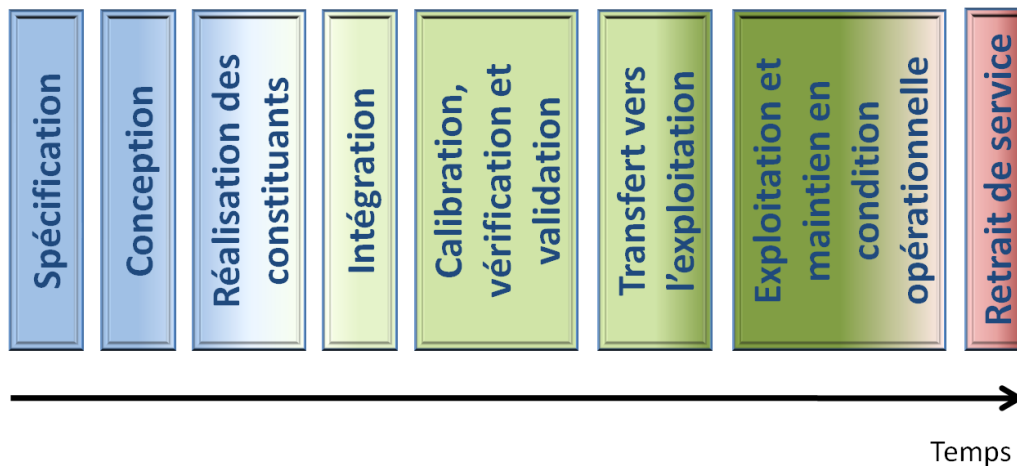 Spécification
Conception
Réalisation des
constituants
Intégration
Calibration,
vérification et
validation
Transfert vers
l'exploitation
Exploitation et
maintien en
condition
opérationnelle
Retrait de service
Temps